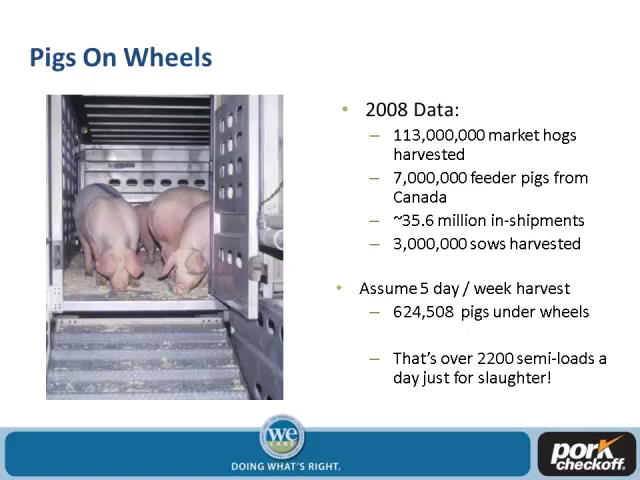 Pigs On Wheels
• 2008 Data:
– 113,000,000 market hogs
harvested
– 7,000,000 feeder pigs from
Canada
– ~35.6 million in-shipments
– 3,000,000 sows harvested
• Assume 5 day / week harvest
– 624,508 pigs under wheels
– That's over 2200 semi-loads a
day just for slaughter!
we
CARE
DOING WHAT'S RIGHT.
pork
checkoff.